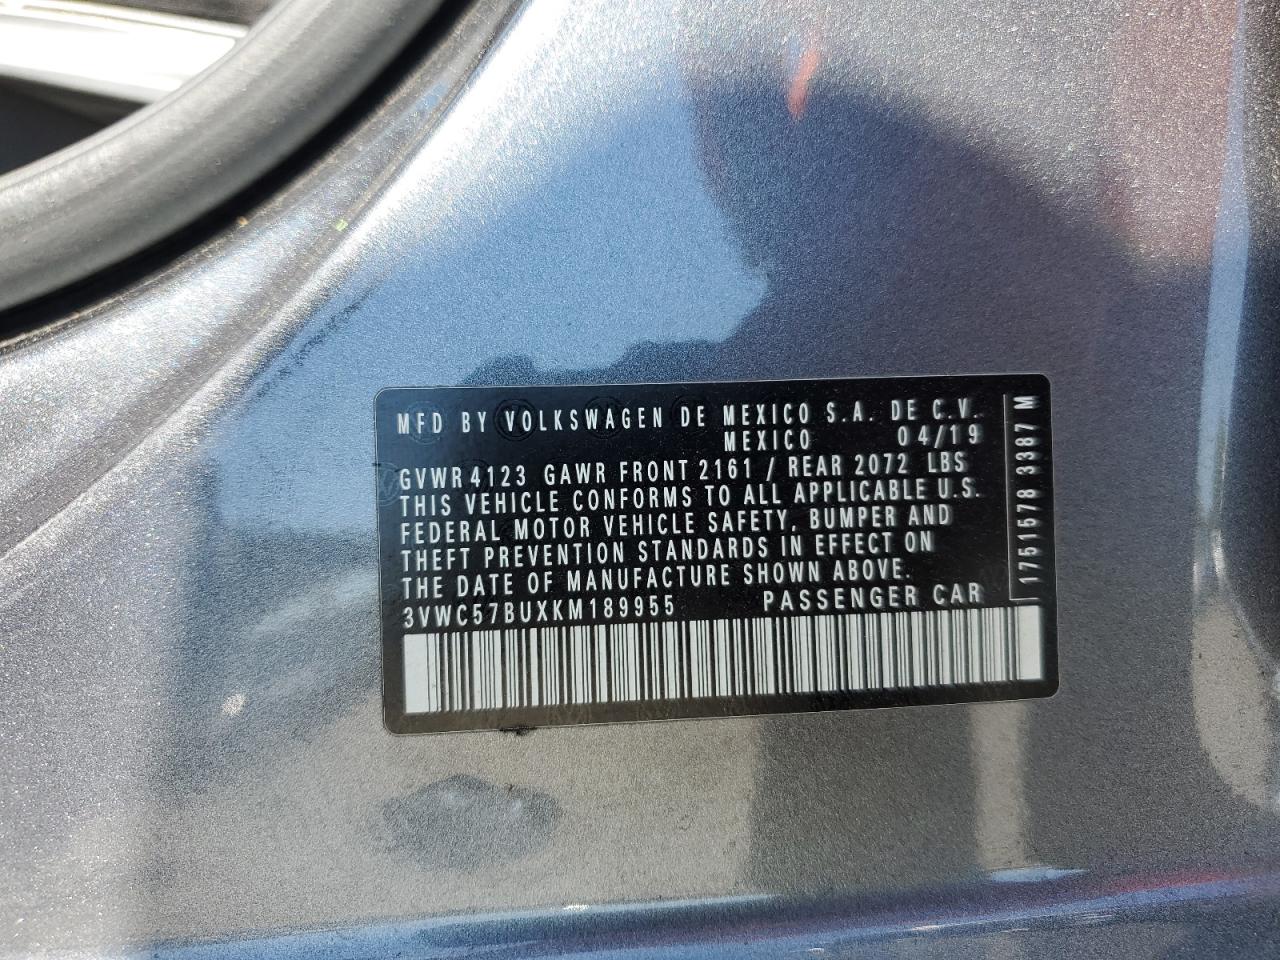 MFD BY VOLKSWAGEN DE MEXICO S.A. DE C.V.
MEXICO 04/19
GVWR 4123 GAWR FRONT 2161 / REAR 2072 LBS
THIS VEHICLE CONFORMS TO ALL APPLICABLE U.S.
FEDERAL MOTOR VEHICLE SAFETY, BUMPER AND
THEFT PREVENTION STANDARDS IN EFFECT ON
THE DATE OF MANUFACTURE SHOWN ABOVE.
3VWC57BUXKM189955 PASSENGER CAR
1751578 3387 M